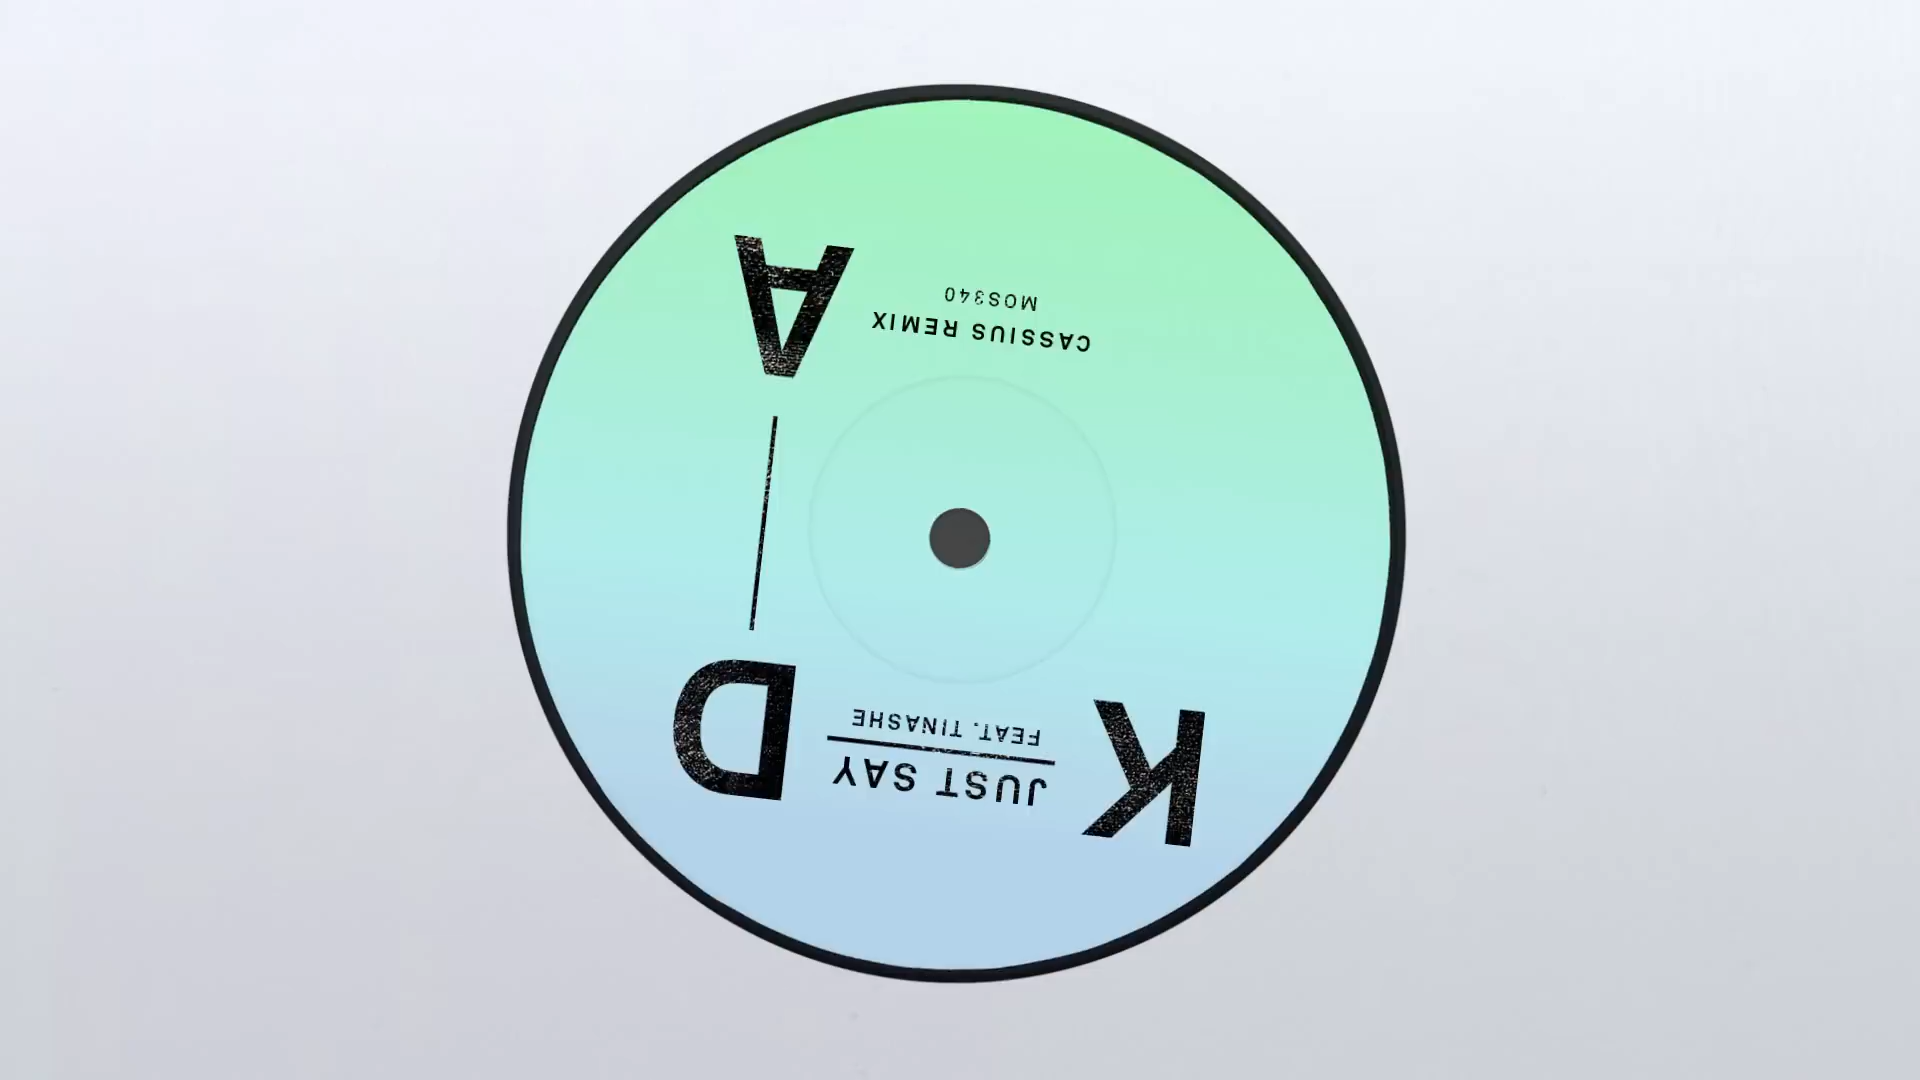 K D
JUST SAY
FEAT. TINASHE
A
CASSIUS REMIX
MOS340